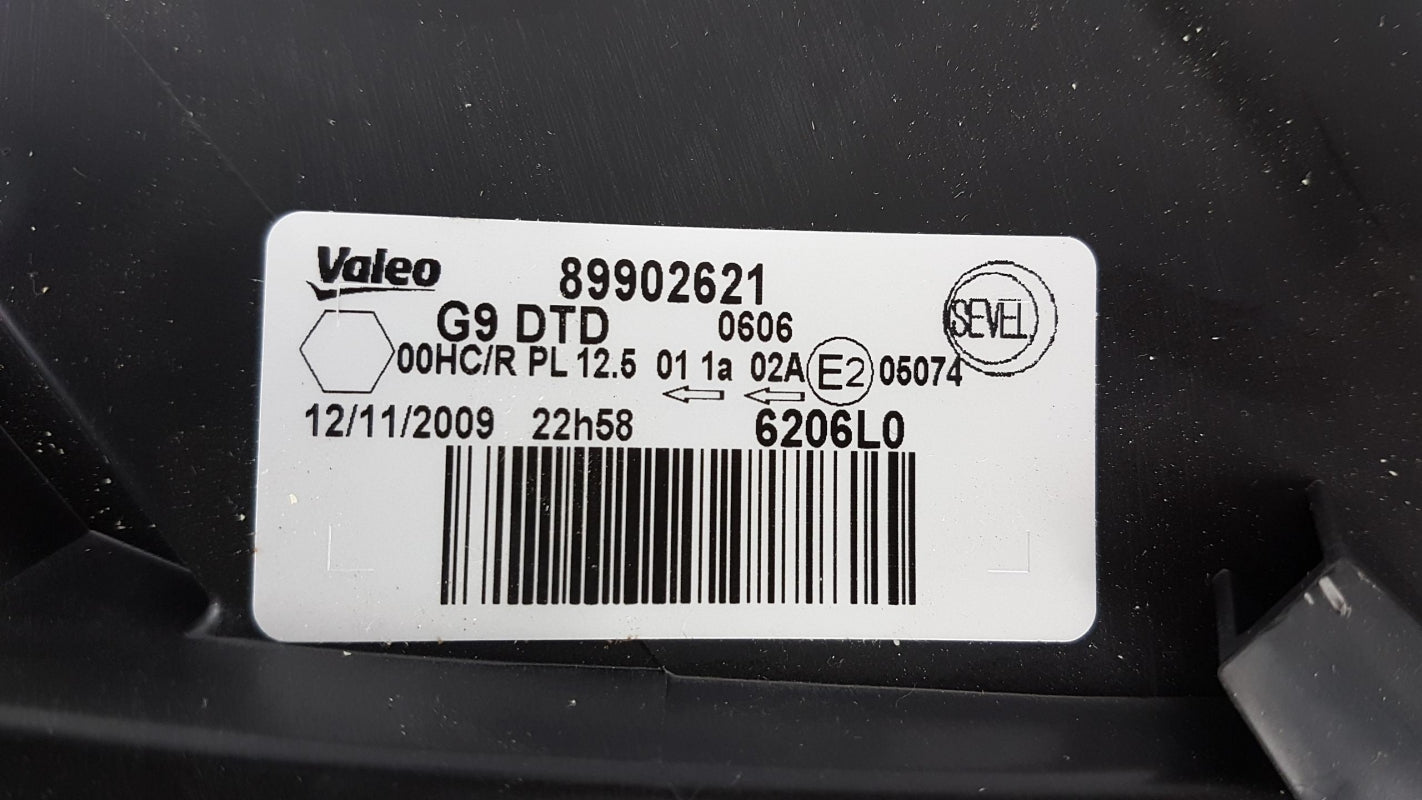 Valeo 89902621
SEVEL
G9 DTD 0606
00HC/R PL 12.5 01 1a 02A E2 05074
12/11/2009 22h58 6206L0